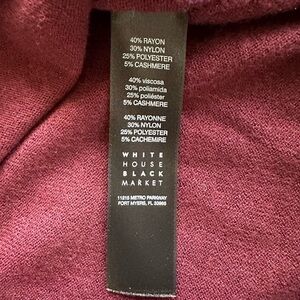 40% RAYON
30% NYLON
25% POLYESTER
5% CASHMERE
40% viscosa
30% poliamida
25% poliéster
5% CASHMERE
40% RAYONNE
30% NYLON
25% POLYESTER
5% CACHEMIRE
WHITE
HOUSE
BLACK
MARKET
11215 METRO PARKWAY
FORT MYERS, FL 33966